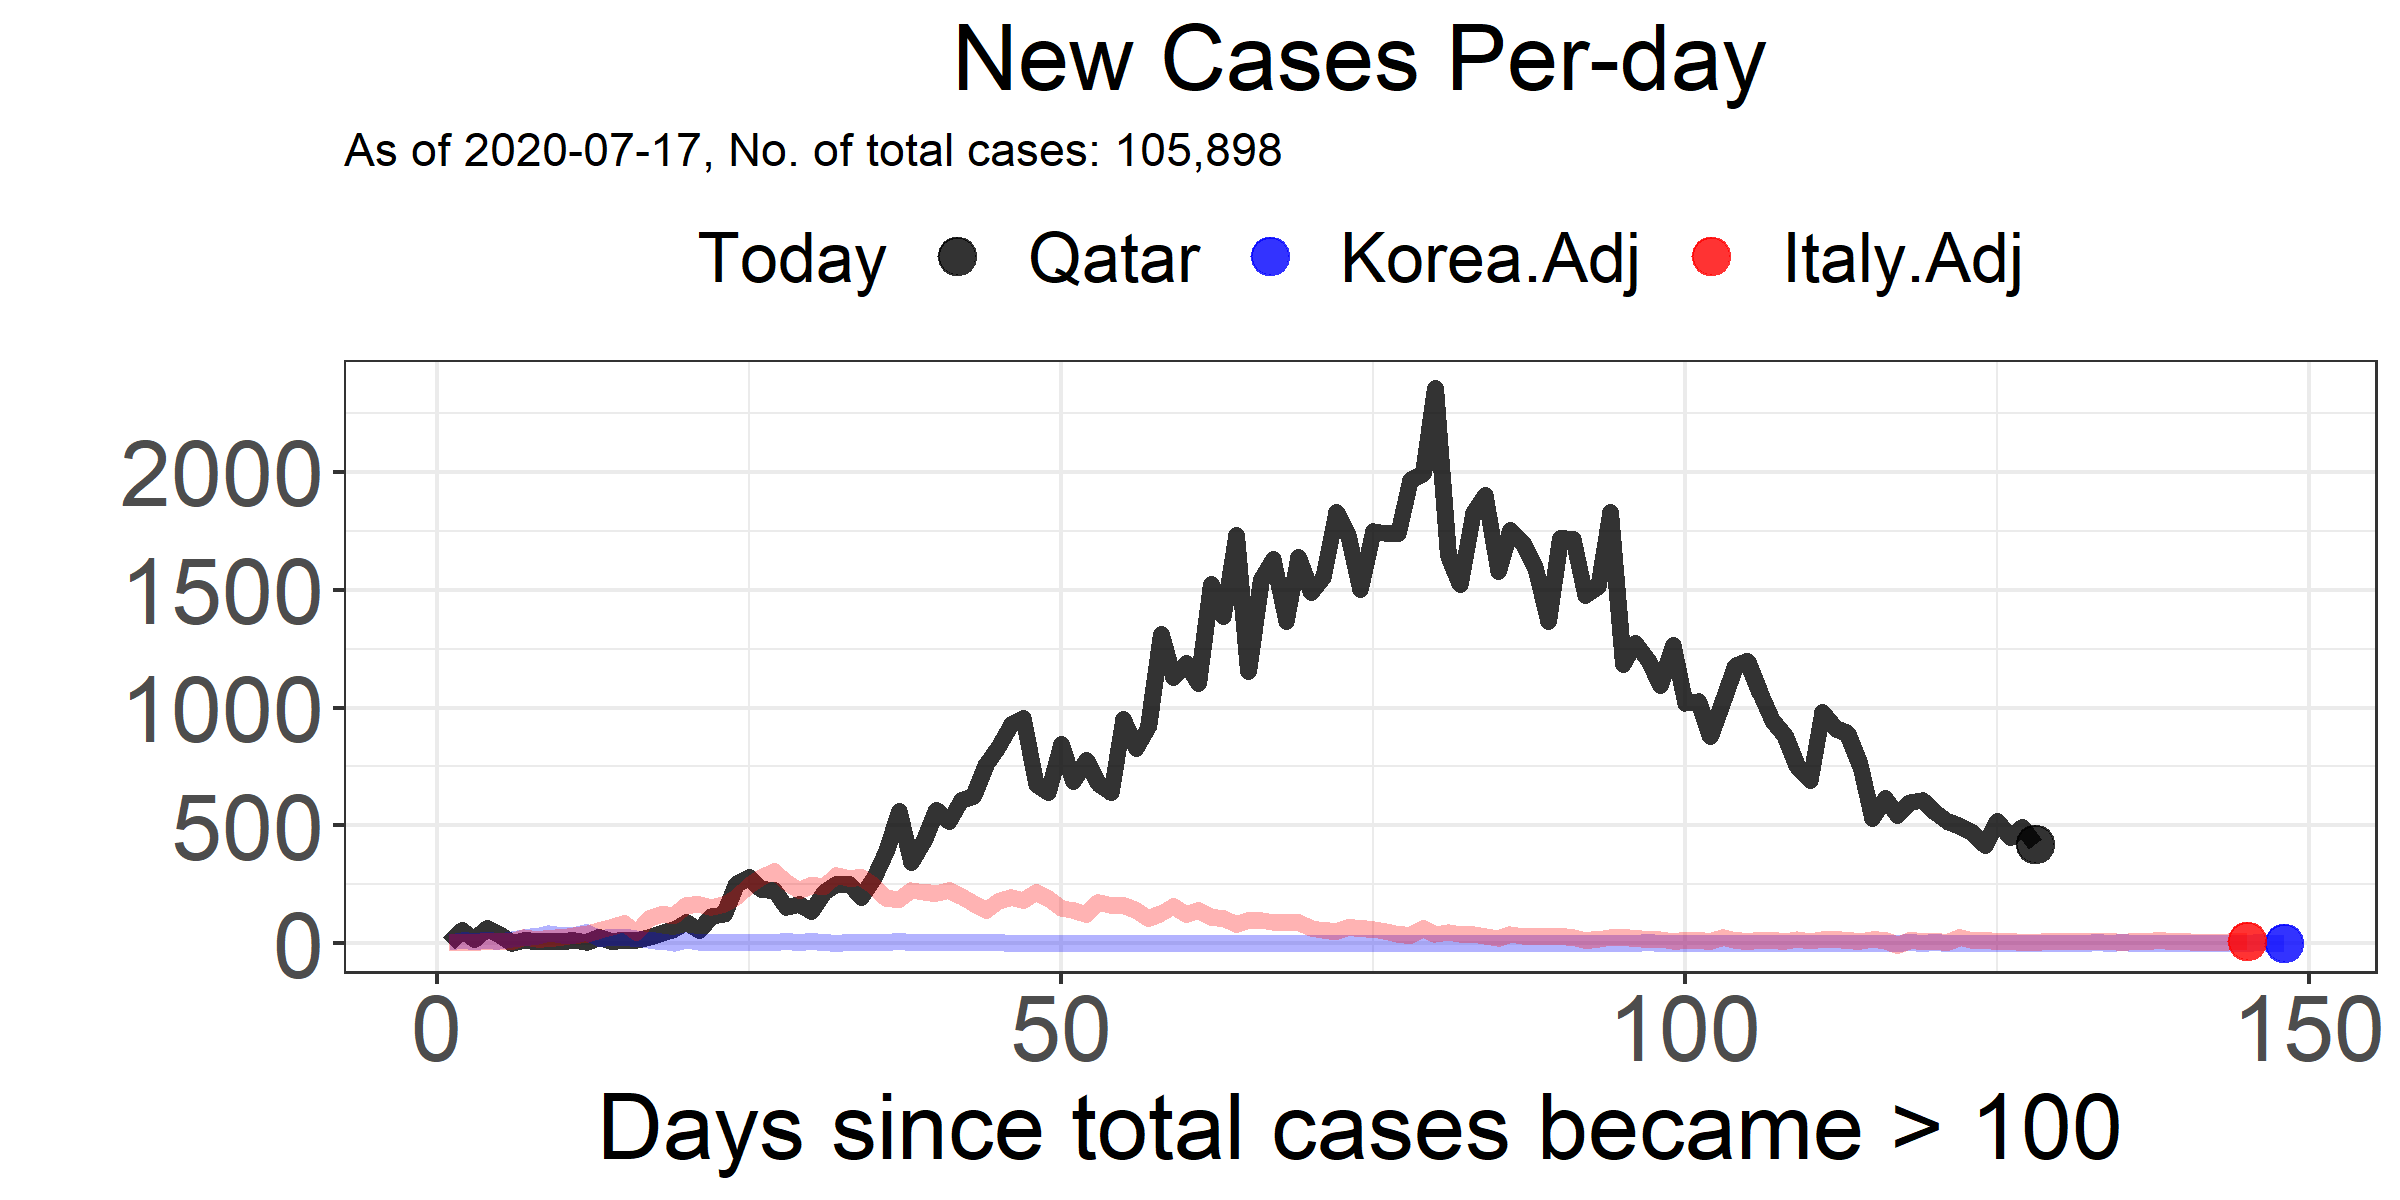 New Cases Per-day
As of 2020-07-17, No. of total cases: 105,898
Today Qatar Korea.Adj Italy.Adj
2000
1500
1000
500
0
0 50 100 150
Days since total cases became > 100